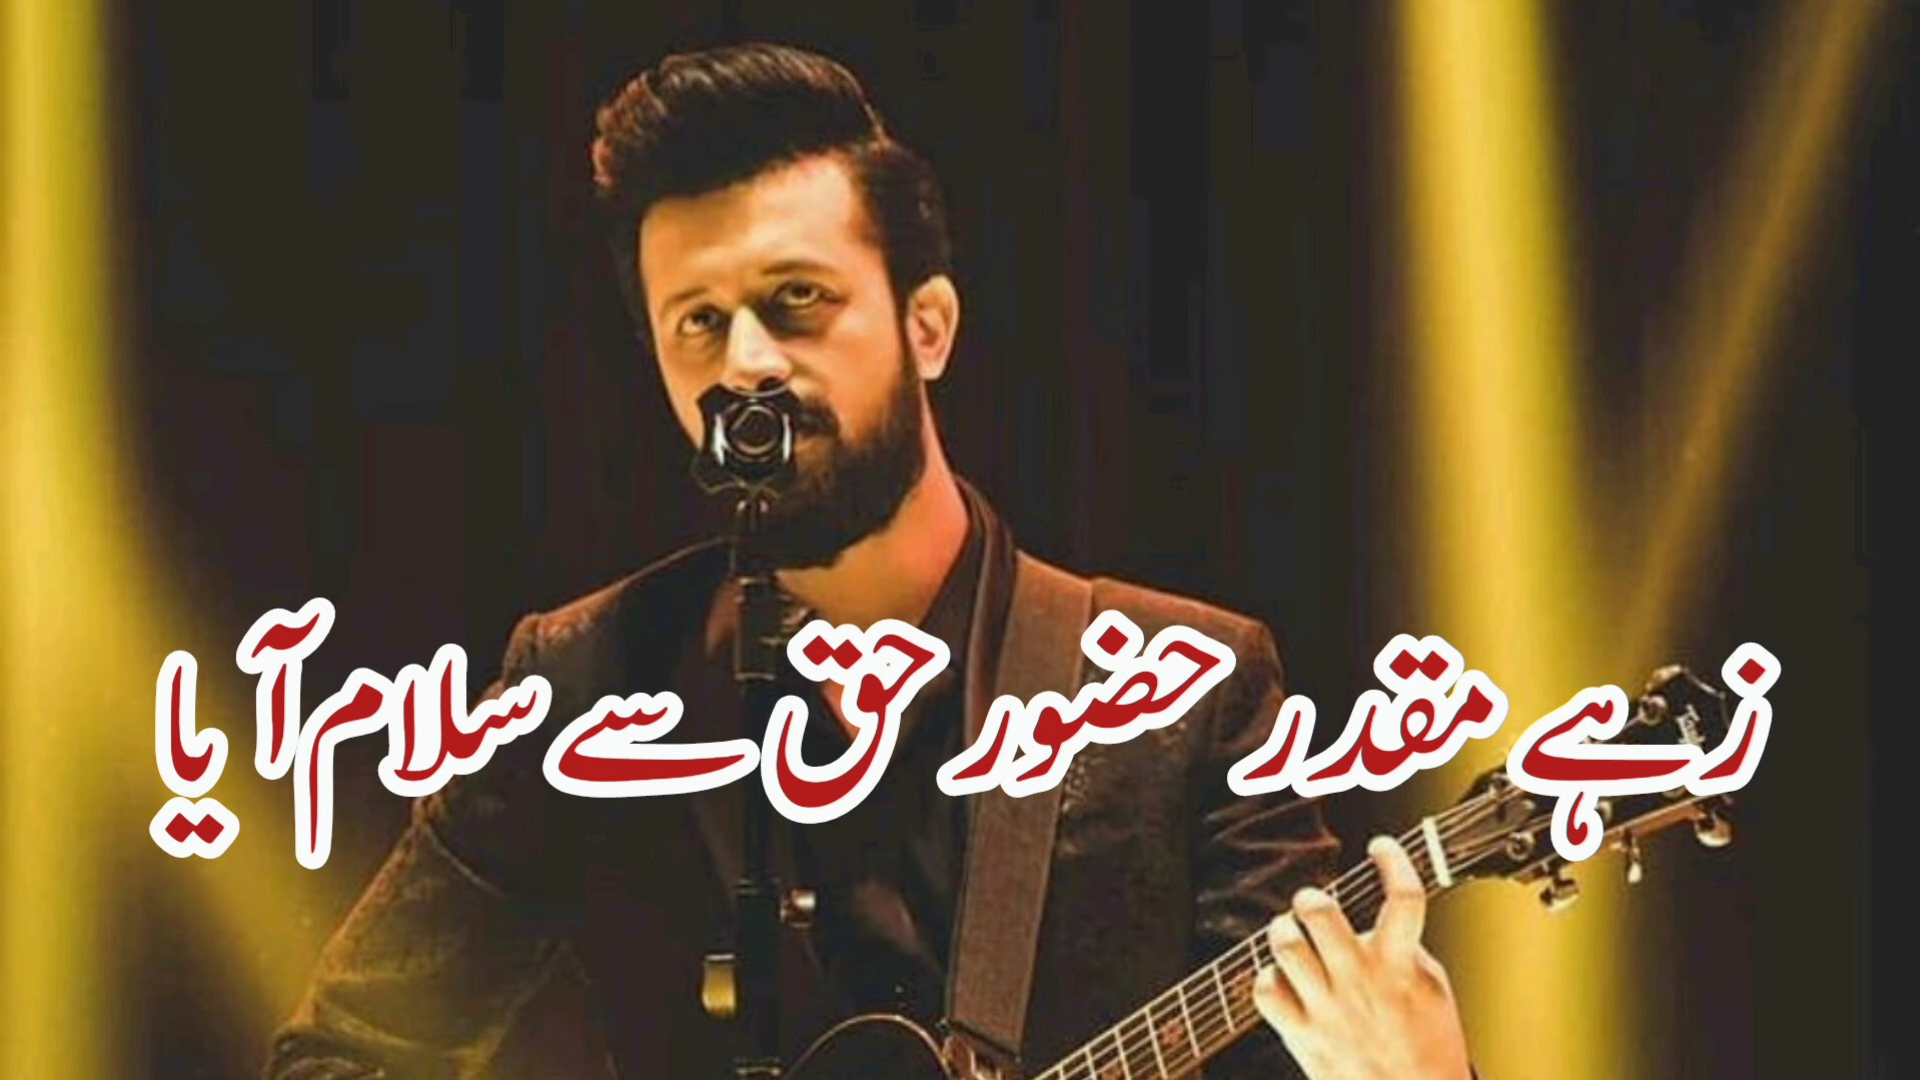 زہے مقدر حضور حق سے سلام آیا